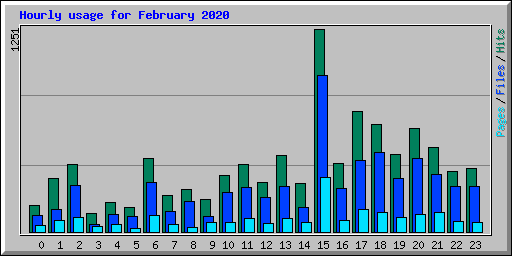 Hourly usage for February 2020
1251
Pages / Files / Hits
0 1 2 3 4 5 6 7 8 9 10 11 12 13 14 15 16 17 18 19 20 21 22 23